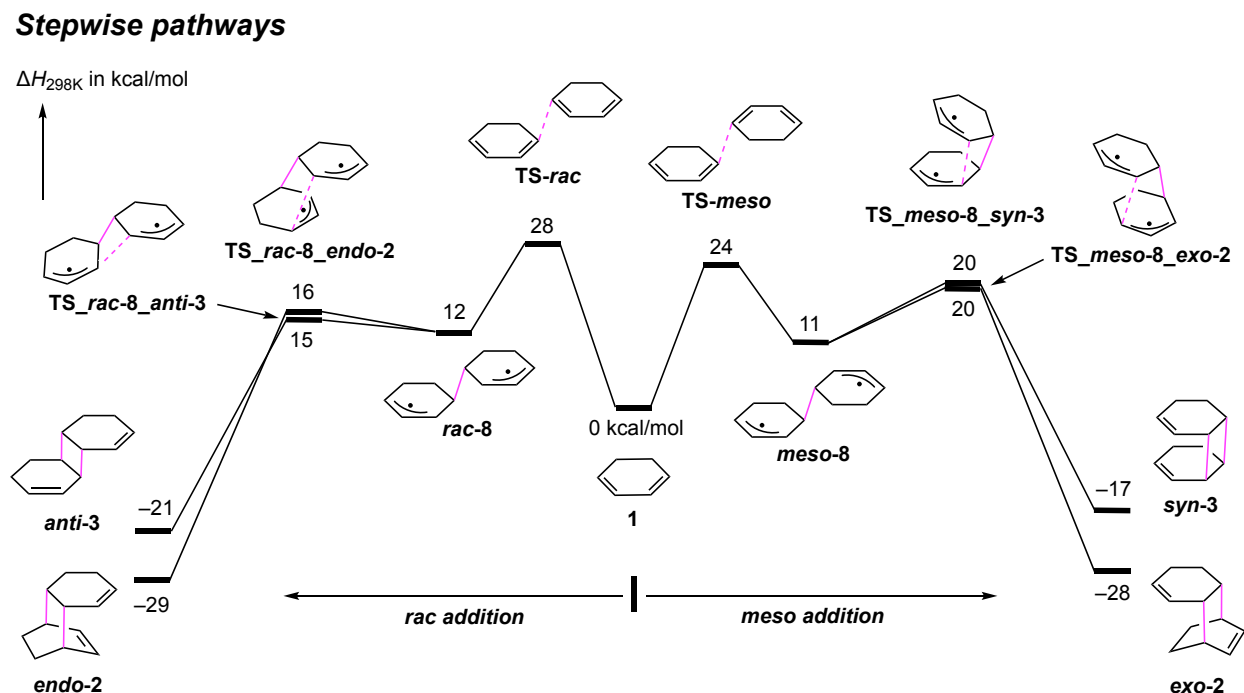 Stepwise pathways
ΔH298K in kcal/mol
TS-rac
TS-meso
TS_meso-8_syn-3
TS_meso-8_exo-2
TS_rac-8_endo-2
TS_rac-8_anti-3
28
24
20
20
16
15
12
11
rac-8
meso-8
0 kcal/mol
1
anti-3
–21
–17
syn-3
–29
–28
endo-2
exo-2
rac addition
meso addition